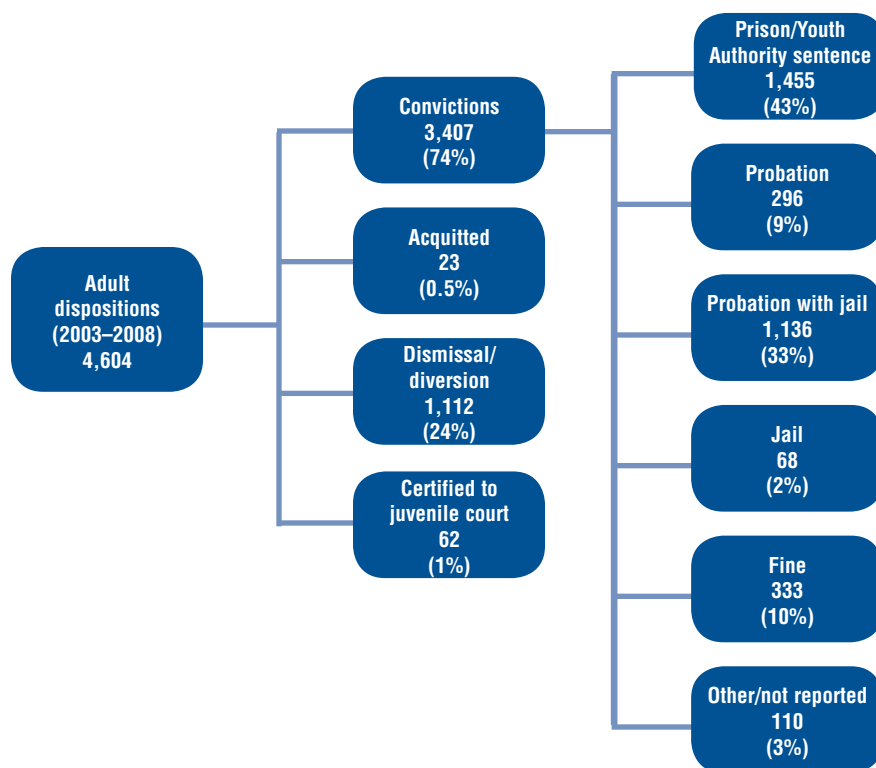 Adult
dispositions
(2003–2008)
4,604
Convictions
3,407
(74%)
Acquitted
23
(0.5%)
Dismissal/
diversion
1,112
(24%)
Certified to
juvenile court
62
(1%)
Prison/Youth
Authority sentence
1,455
(43%)
Probation
296
(9%)
Probation with jail
1,136
(33%)
Jail
68
(2%)
Fine
333
(10%)
Other/not reported
110
(3%)